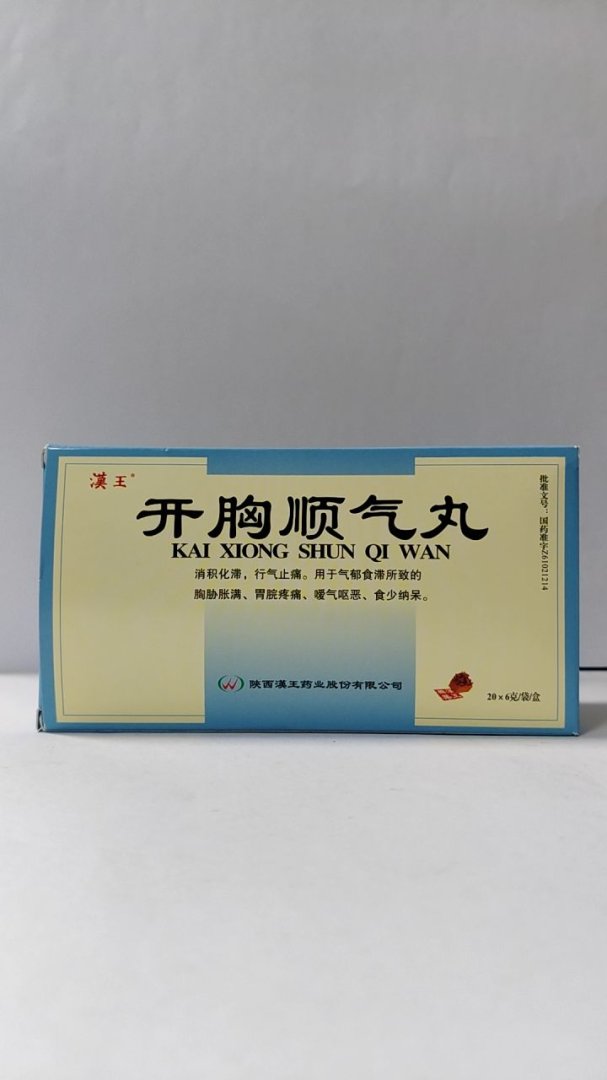 漢王®
开胸顺气丸
KAI XIONG SHUN QI WAN
消积化滞，行气止痛。用于气郁食滞所致的
胸胁胀满、胃脘疼痛、嗳气呕恶、食少纳呆。
陕西漢王药业股份有限公司
20×6克/袋/盒
批准文号：国药准字Z61021214